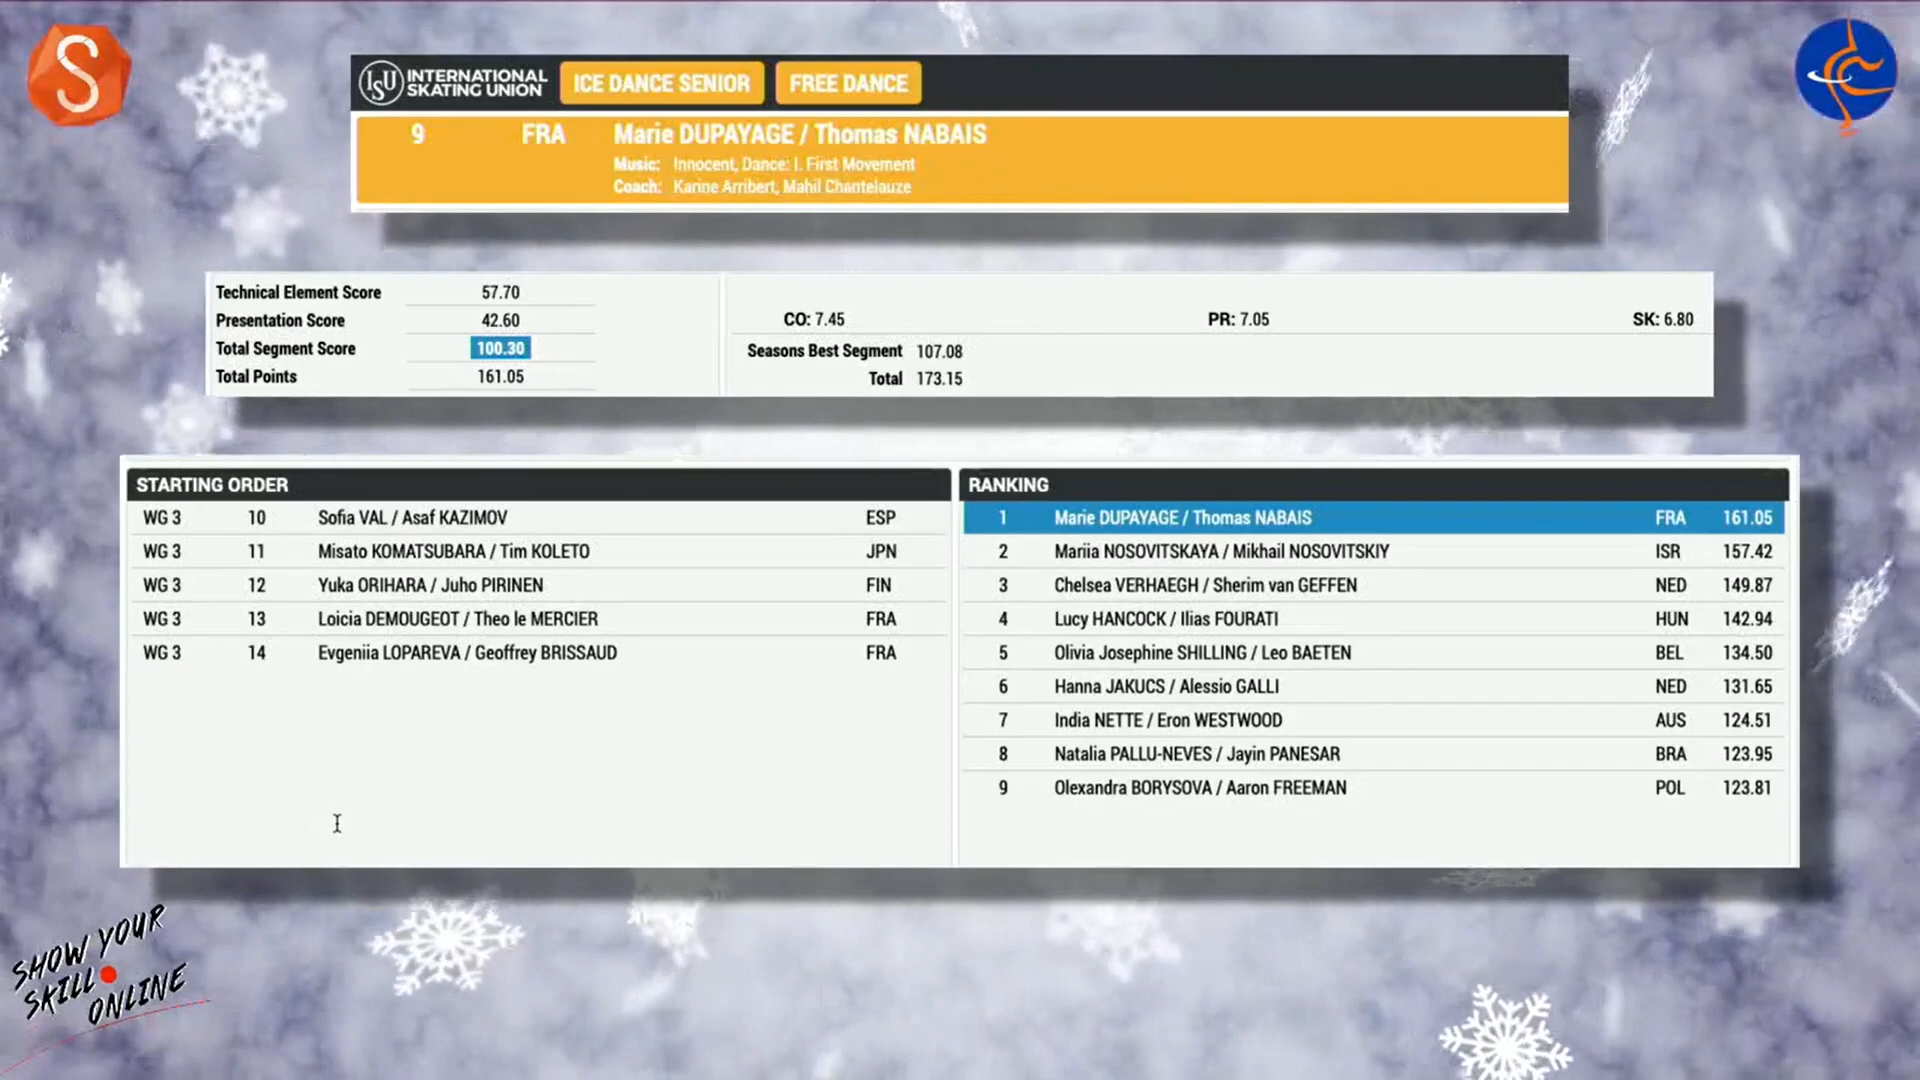 S
ISU INTERNATIONAL SKATING UNION ICE DANCE SENIOR FREE DANCE
9 FRA Marie DUPAYAGE / Thomas NABAIS
Music: Innocent, Dance: I. First Movement
Coach: Karine Arribert, Mahil Chantelauze
Technical Element Score 57.70
Presentation Score 42.60
Total Segment Score 100.30
Total Points 161.05
CO: 7.45 PR: 7.05 SK: 6.80
Seasons Best Segment 107.08
Total 173.15
STARTING ORDER
WG 3 10 Sofia VAL / Asaf KAZIMOV ESP
WG 3 11 Misato KOMATSUBARA / Tim KOLETO JPN
WG 3 12 Yuka ORIHARA / Juho PIRINEN FIN
WG 3 13 Loicia DEMOUGEOT / Theo le MERCIER FRA
WG 3 14 Evgeniia LOPAREVA / Geoffrey BRISSAUD FRA
RANKING
1 Marie DUPAYAGE / Thomas NABAIS FRA 161.05
2 Mariia NOSOVITSKAYA / Mikhail NOSOVITSKIY ISR 157.42
3 Chelsea VERHAEGH / Sherim van GEFFEN NED 149.87
4 Lucy HANCOCK / Ilias FOURATI HUN 142.94
5 Olivia Josephine SHILLING / Leo BAETEN BEL 134.50
6 Hanna JAKUCS / Alessio GALLI NED 131.65
7 India NETTE / Eron WESTWOOD AUS 124.51
8 Natalia PALLU-NEVES / Jayin PANESAR BRA 123.95
9 Olexandra BORYSOVA / Aaron FREEMAN POL 123.81
SHOW YOUR
SKILL
ONLINE